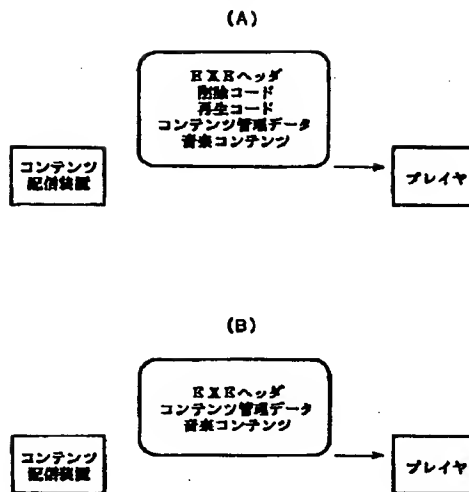 (A)
EXEヘッダ
削除コード
再生コード
コンテンツ管理データ
音楽コンテンツ
コンテンツ
配信装置
プレイヤ
(B)
EXEヘッダ
コンテンツ管理データ
音楽コンテンツ
コンテンツ
配信装置
プレイヤ